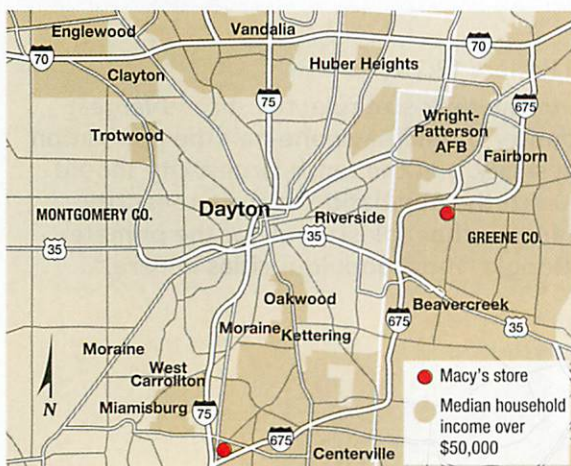 Englewood
Vandalia
70
70
Clayton
Huber Heights
75
675
Wright-
Patterson
AFB
Trotwood
Fairborn
MONTGOMERY CO.
Dayton
Riverside
35
35
GREENE CO.
Oakwood
Beavercreek
675
35
Moraine
Kettering
Moraine
West
Carrollton
N
Miamisburg
75
675
Centerville
Macy's store
Median household
income over
$50,000